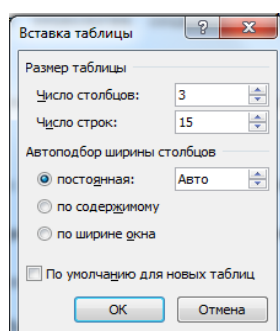 Вставка таблицы
Размер таблицы
Число столбцов: 3
Число строк: 15
Автоподбор ширины столбцов
постоянная: Авто
по содержимому
по ширине окна
По умолчанию для новых таблиц
ОК Отмена